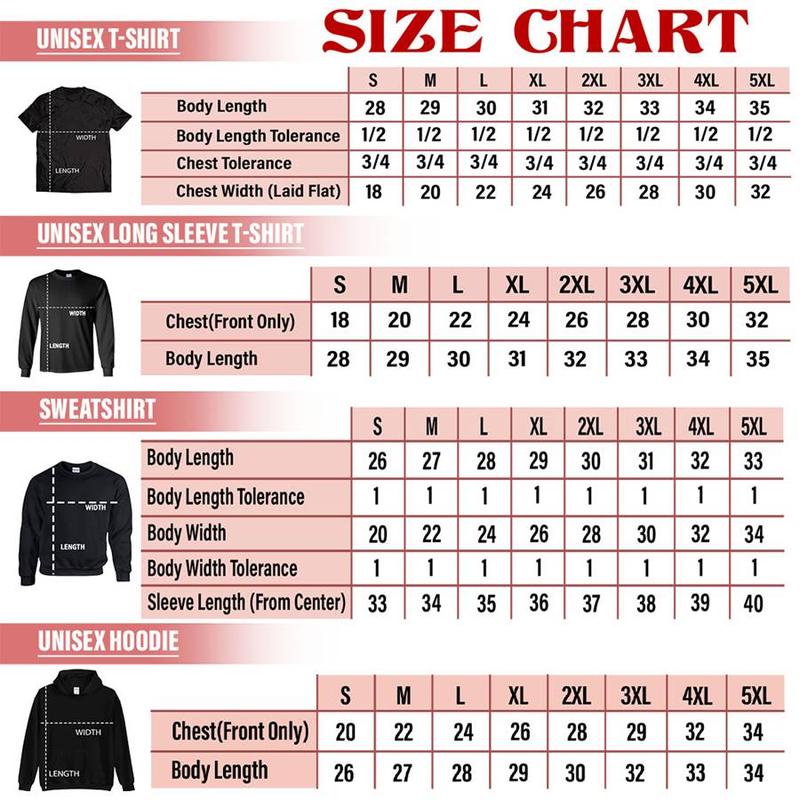 SIZE CHART
UNISEX T-SHIRT
S M L XL 2XL 3XL 4XL 5XL
Body Length 28 29 30 31 32 33 34 35
Body Length Tolerance 1/2 1/2 1/2 1/2 1/2 1/2 1/2 1/2
Chest Tolerance 3/4 3/4 3/4 3/4 3/4 3/4 3/4 3/4
Chest Width (Laid Flat) 18 20 22 24 26 28 30 32
WIDTH
LENGTH
UNISEX LONG SLEEVE T-SHIRT
S M L XL 2XL 3XL 4XL 5XL
Chest(Front Only) 18 20 22 24 26 28 30 32
Body Length 28 29 30 31 32 33 34 35
WIDTH
LENGTH
SWEATSHIRT
S M L XL 2XL 3XL 4XL 5XL
Body Length 26 27 28 29 30 31 32 33
Body Length Tolerance 1 1 1 1 1 1 1 1
Body Width 20 22 24 26 28 30 32 34
Body Width Tolerance 1 1 1 1 1 1 1 1
Sleeve Length (From Center) 33 34 35 36 37 38 39 40
WIDTH
LENGTH
UNISEX HOODIE
S M L XL 2XL 3XL 4XL 5XL
Chest(Front Only) 20 22 24 26 28 29 32 34
Body Length 26 27 28 29 30 32 33 34
WIDTH
LENGTH